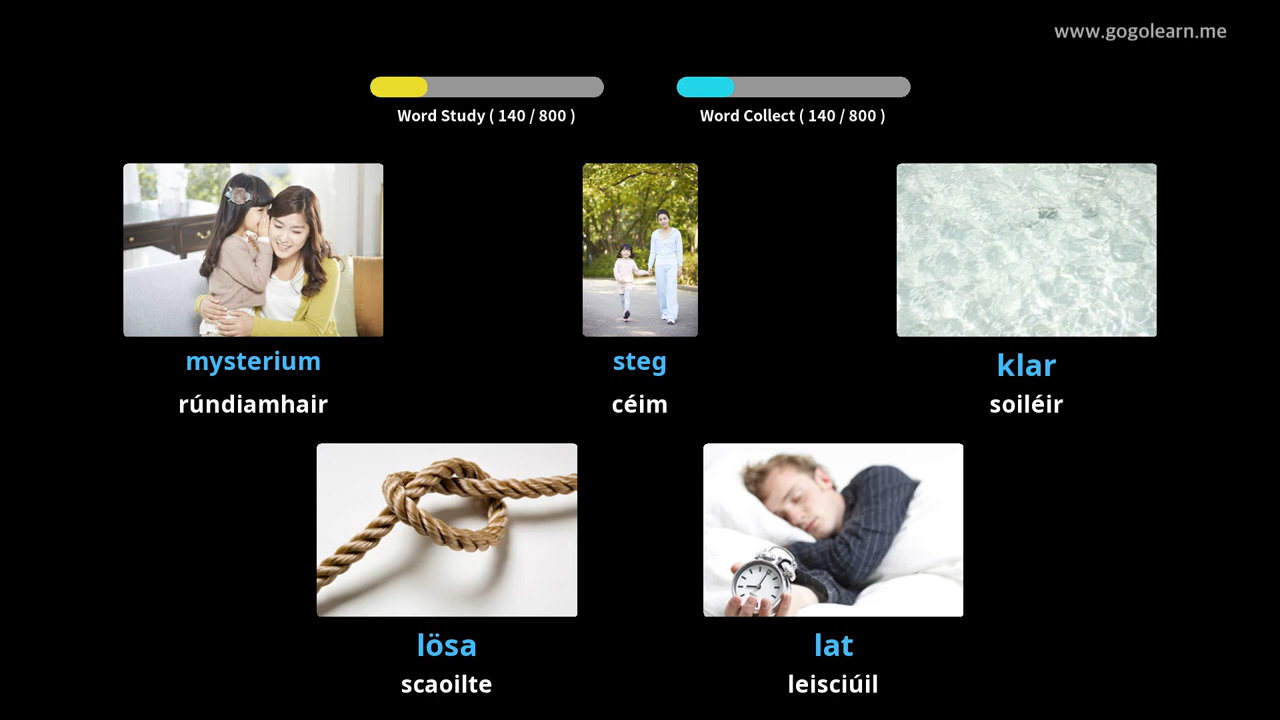 www.gogolearn.me
Word Study ( 140 / 800 )
Word Collect ( 140 / 800 )
mysterium
rúndiamhair
steg
céim
klar
soiléir
lösa
scaoilte
lat
leisciúil